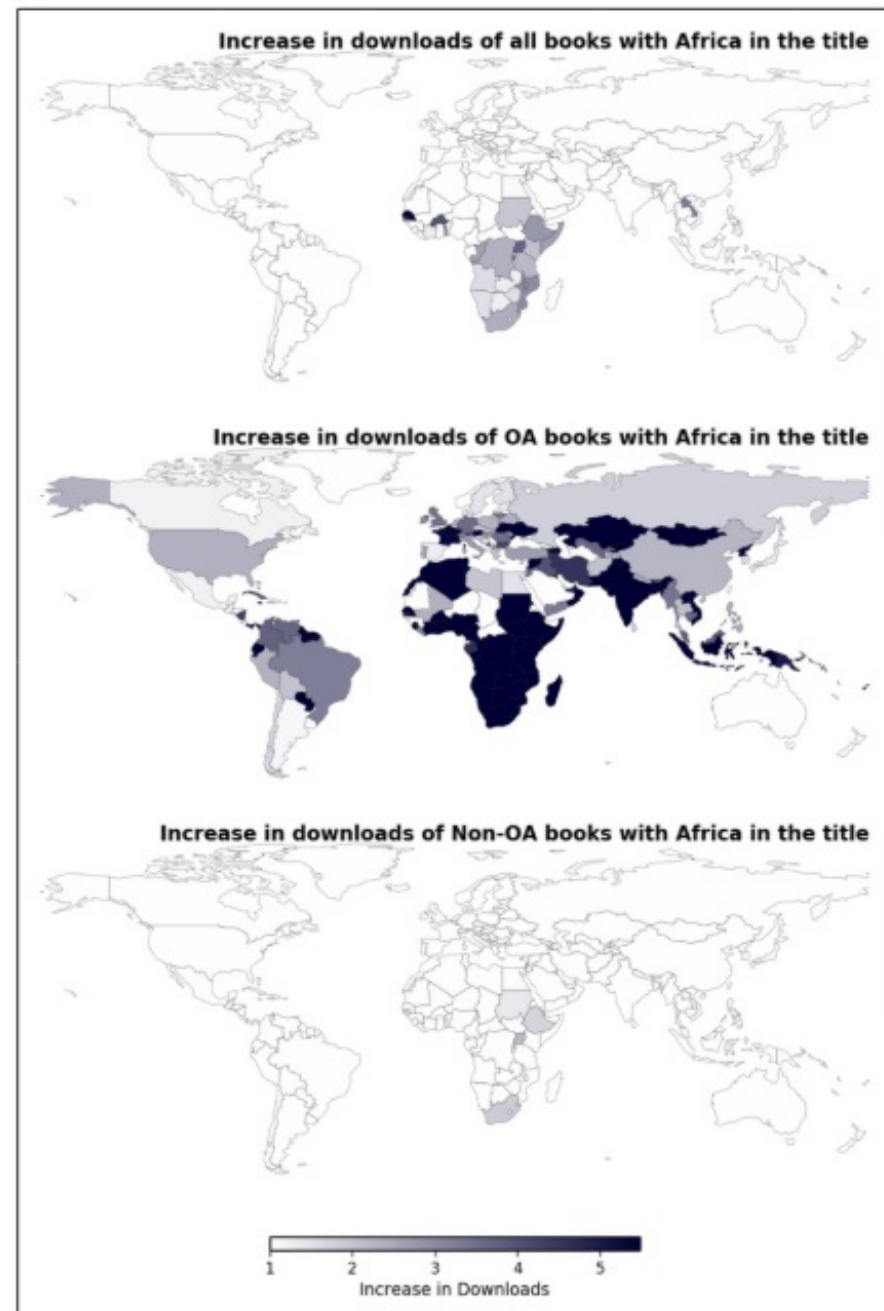 Increase in downloads of all books with Africa in the title
Increase in downloads of OA books with Africa in the title
Increase in downloads of Non-OA books with Africa in the title
1 2 3 4 5
Increase in Downloads